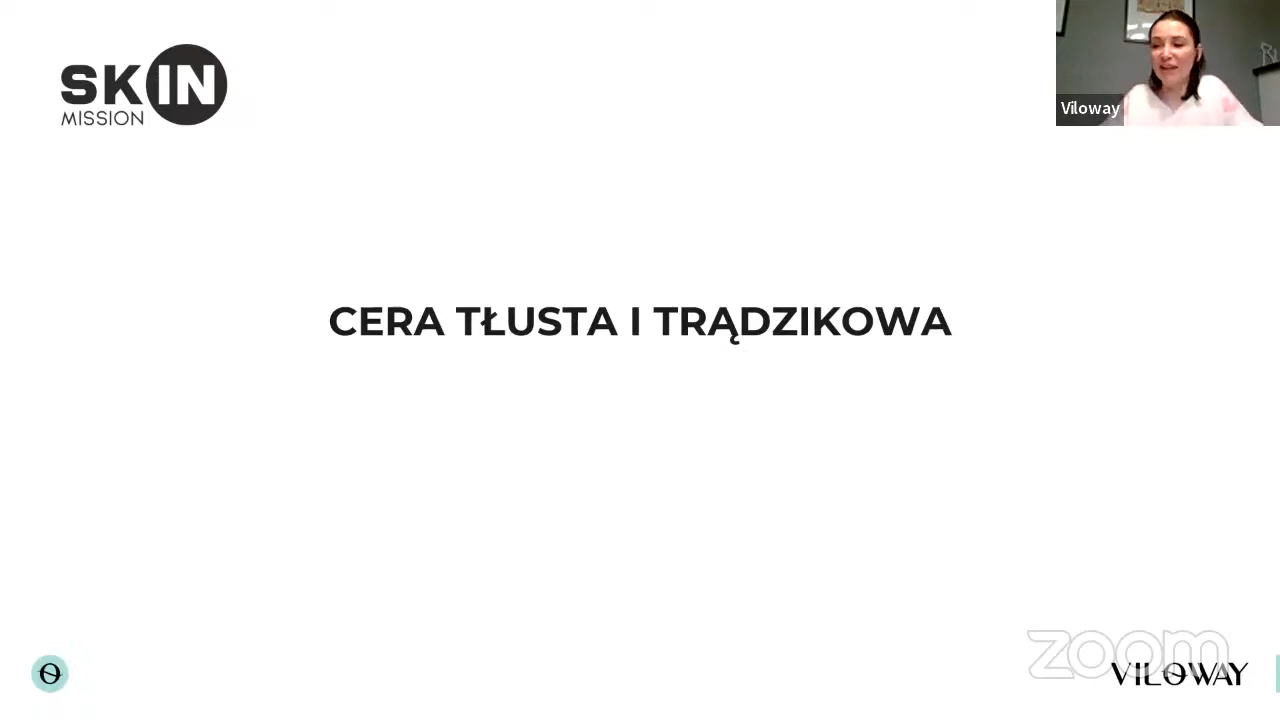 SKIN
MISSION
Viloway
CERA TŁUSTA I TRĄDZIKOWA
zoom
VILOWAY